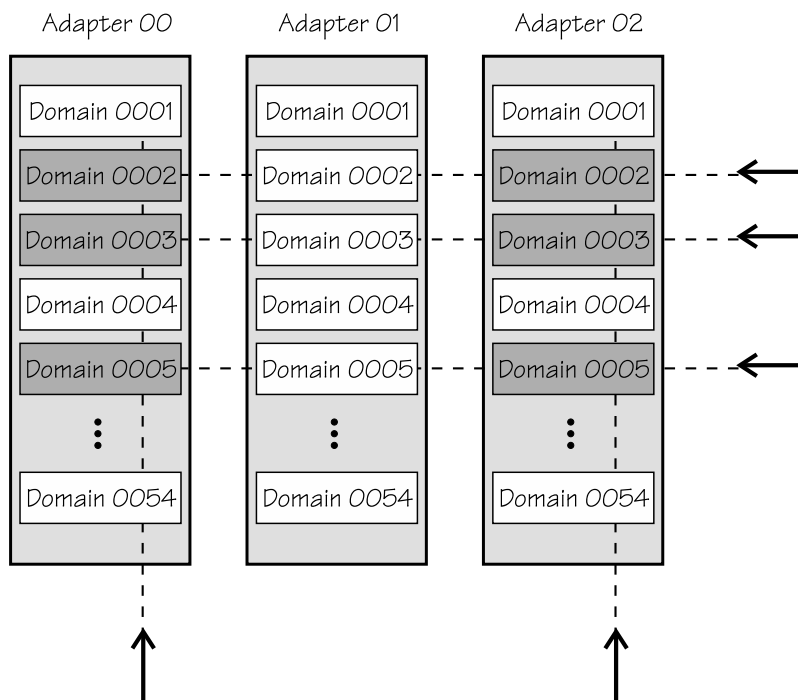 Adapter 00 Adapter 01 Adapter 02
Domain 0001 Domain 0001 Domain 0001
Domain 0002 Domain 0002 Domain 0002
Domain 0003 Domain 0003 Domain 0003
Domain 0004 Domain 0004 Domain 0004
Domain 0005 Domain 0005 Domain 0005
Domain 0054 Domain 0054 Domain 0054